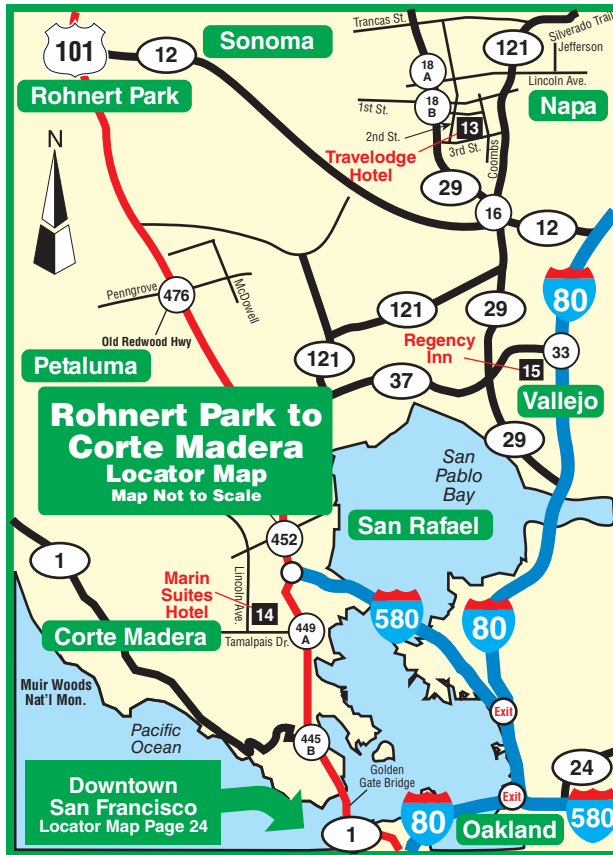 Trancas St.
Silverado Trail
Jefferson
Sonoma
101
12
121
18
A
Lincoln Ave.
Rohnert Park
1st St.
18
B
Napa
2nd St.
13
3rd St.
Travelodge
Hotel
Coombs
N
29
16
12
80
Penngrove
476
McDowell
121
29
Old Redwood Hwy
Regency
Inn
33
121
15
Petaluma
37
Vallejo
Rohnert Park to
Corte Madera
Locator Map
Map Not to Scale
29
San
Pablo
Bay
452
San Rafael
1
Marin
Suites
Hotel
Lincoln Ave.
14
580
80
449
A
Corte Madera
Tamalpais Dr.
Muir Woods
Nat'l Mon.
Exit
Pacific
Ocean
445
B
Golden
Gate Bridge
24
Downtown
San Francisco
Locator Map Page 24
Exit
1
80
Oakland
580